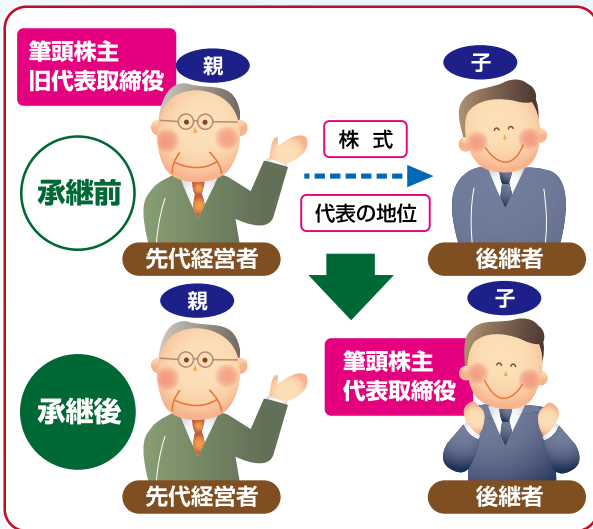 筆頭株主
旧代表取締役
親
子
承継前
株 式
代表の地位
先代経営者
後継者
親
子
筆頭株主
代表取締役
承継後
先代経営者
後継者